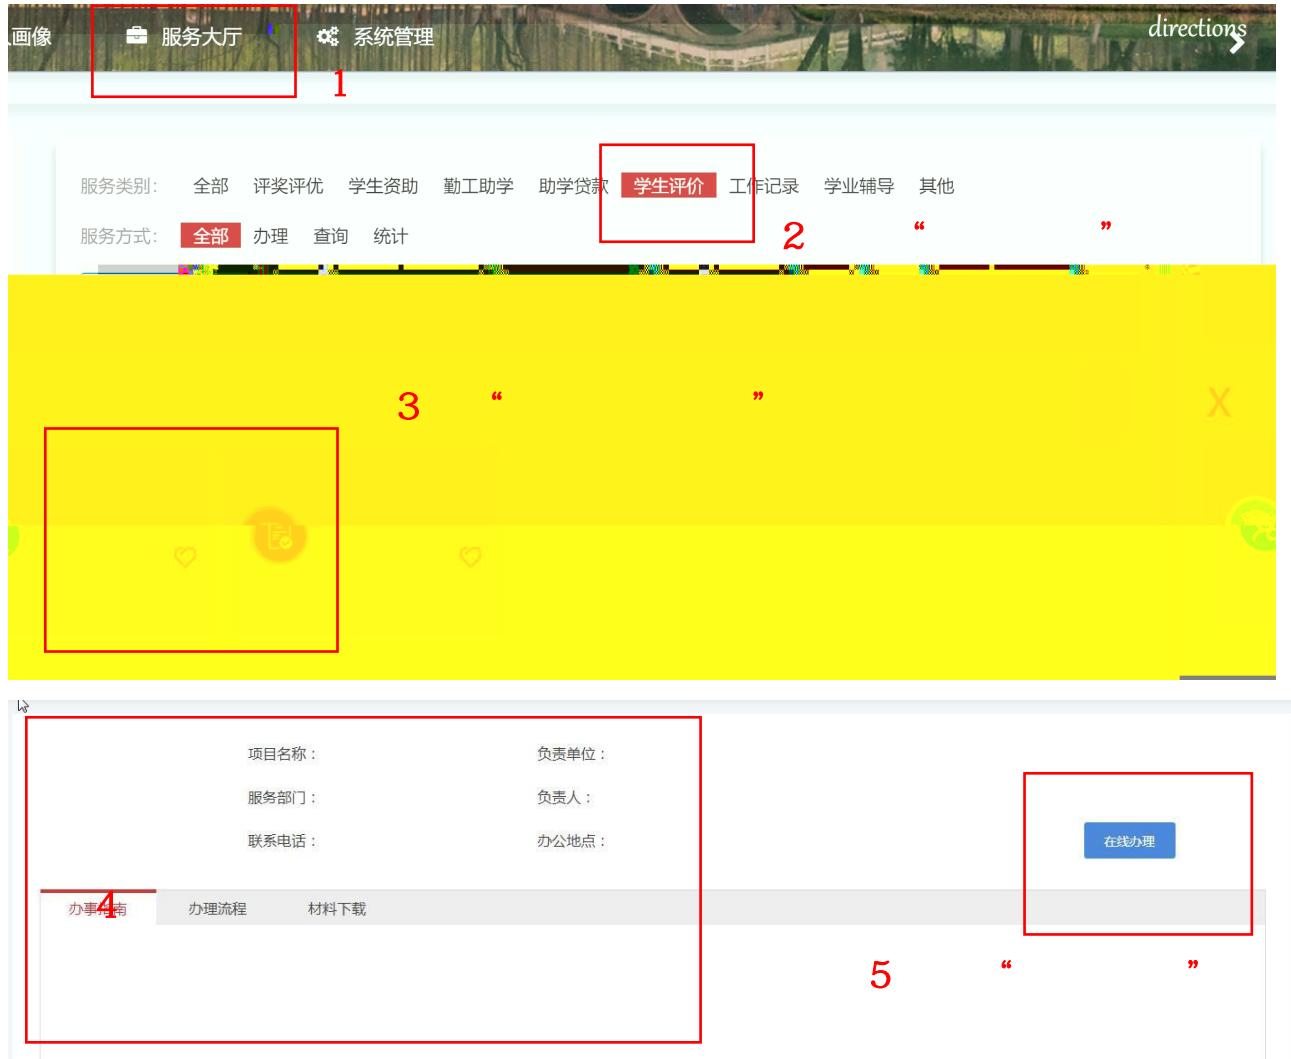 人画像 服务大厅 系统管理 directions
1
服务类别： 全部 评奖评优 学生资助 勤工助学 助学贷款 学生评价 工作记录 学业辅导 其他
服务方式： 全部 办理 查询 统计
2 “ ”
3 “ ”
X
项目名称： 负责单位：
服务部门： 负责人：
联系电话： 办公地点：
在线办理
4
办事指南 办理流程 材料下载
5 “ ”